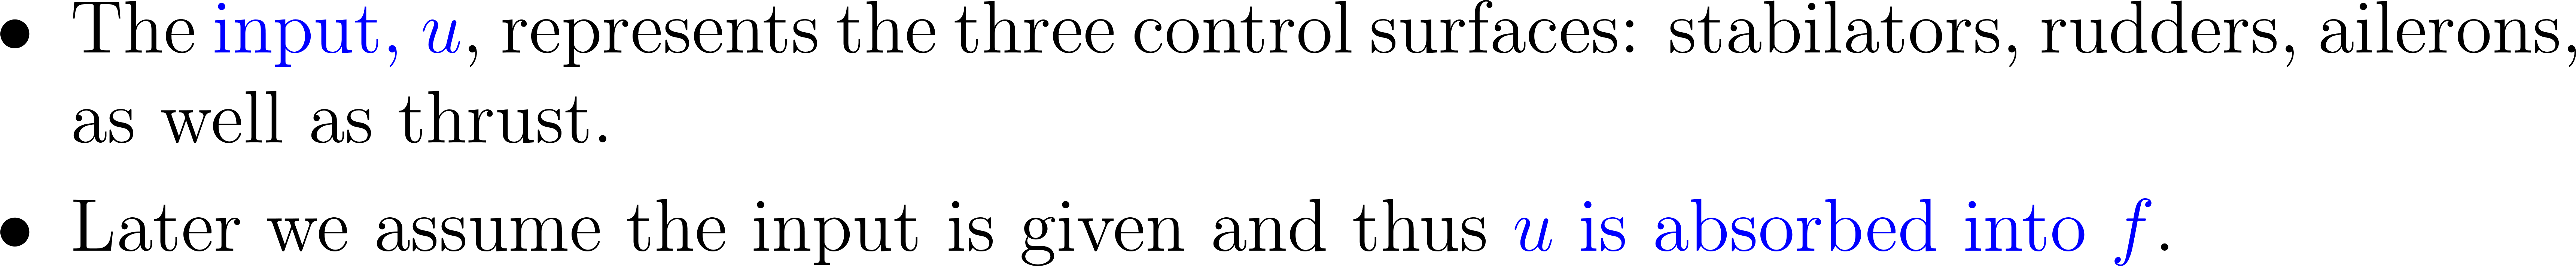 • The input, u, represents the three control surfaces: stabilators, rudders, ailerons,
as well as thrust.
• Later we assume the input is given and thus u is absorbed into f.